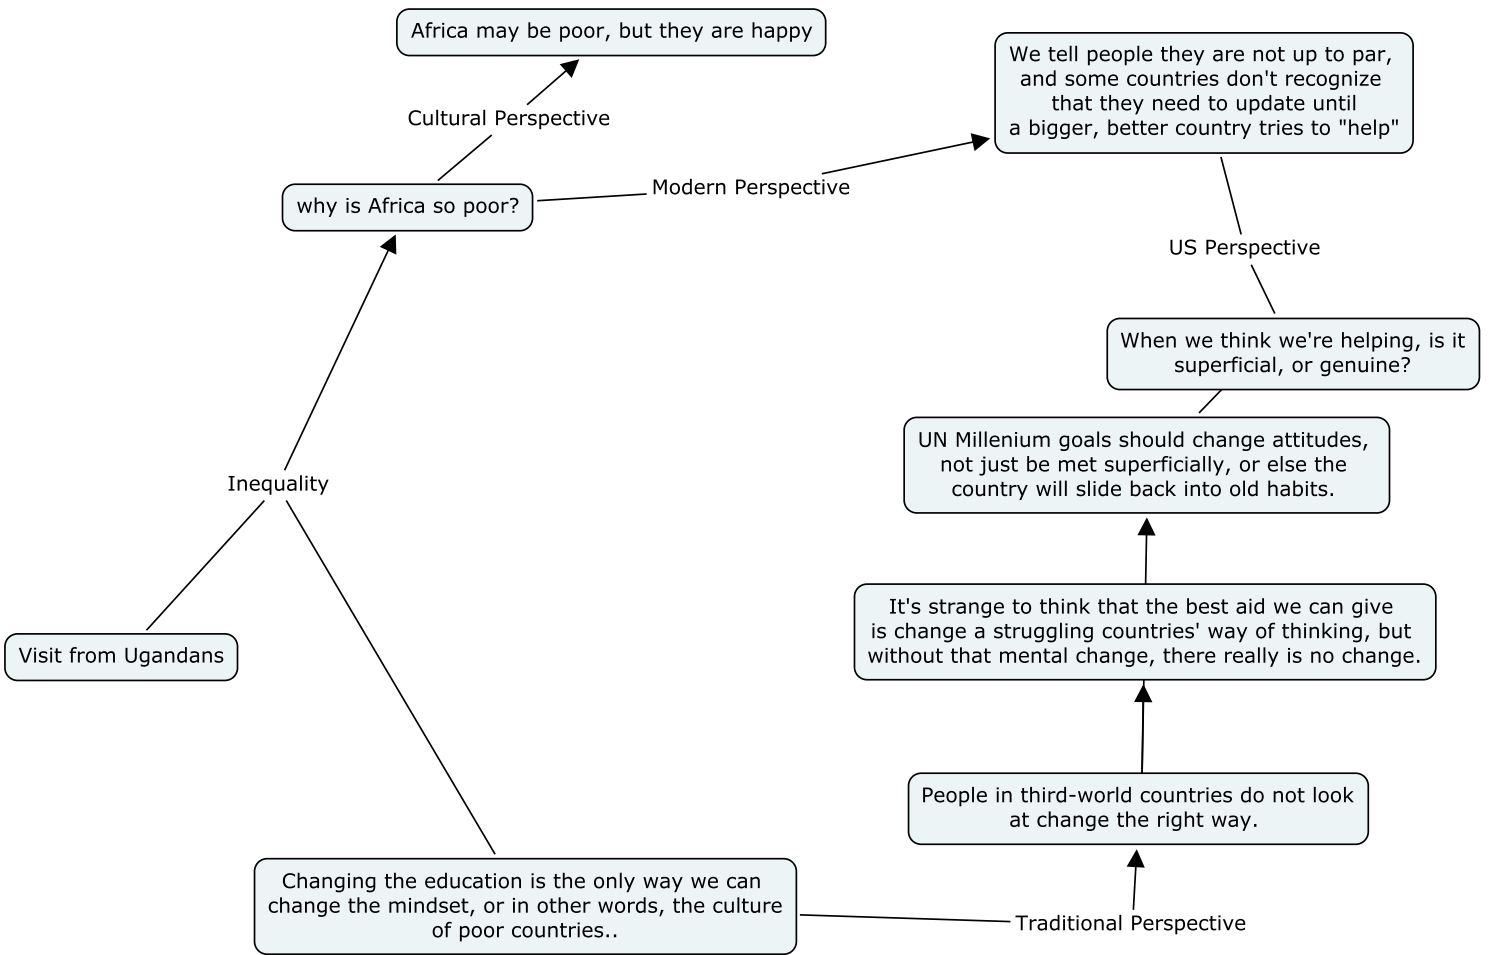 Africa may be poor, but they are happy
We tell people they are not up to par,
and some countries don't recognize
that they need to update until
a bigger, better country tries to "help"
Cultural Perspective
Modern Perspective
why is Africa so poor?
US Perspective
When we think we're helping, is it
superficial, or genuine?
UN Millenium goals should change attitudes,
not just be met superficially, or else the
country will slide back into old habits.
Inequality
It's strange to think that the best aid we can give
is change a struggling countries' way of thinking, but
without that mental change, there really is no change.
Visit from Ugandans
People in third-world countries do not look
at change the right way.
Changing the education is the only way we can
change the mindset, or in other words, the culture
of poor countries..
Traditional Perspective